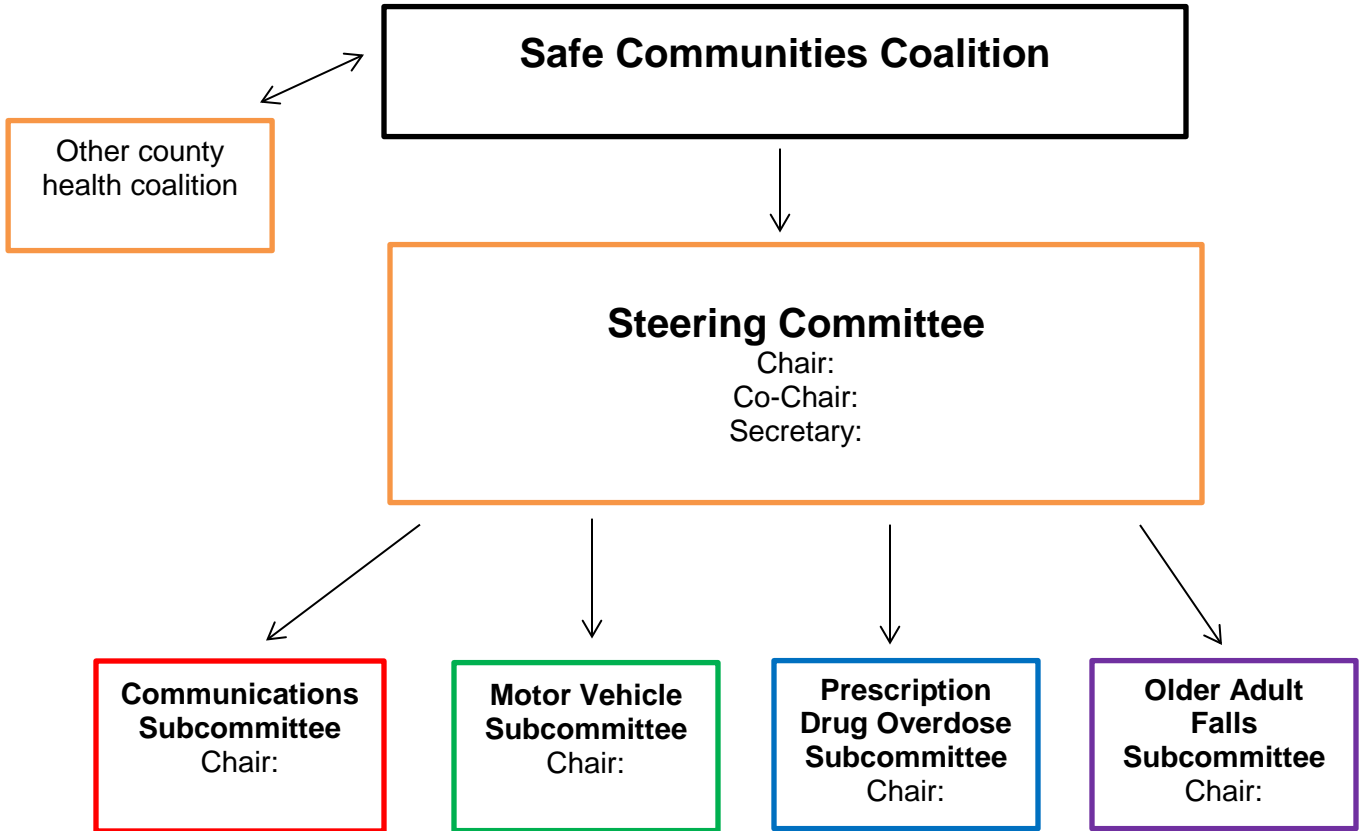 Safe Communities Coalition
Other county
health coalition
Steering Committee
Chair:
Co-Chair:
Secretary:
Communications
Subcommittee
Chair:
Motor Vehicle
Subcommittee
Chair:
Prescription
Drug Overdose
Subcommittee
Chair:
Older Adult
Falls
Subcommittee
Chair: